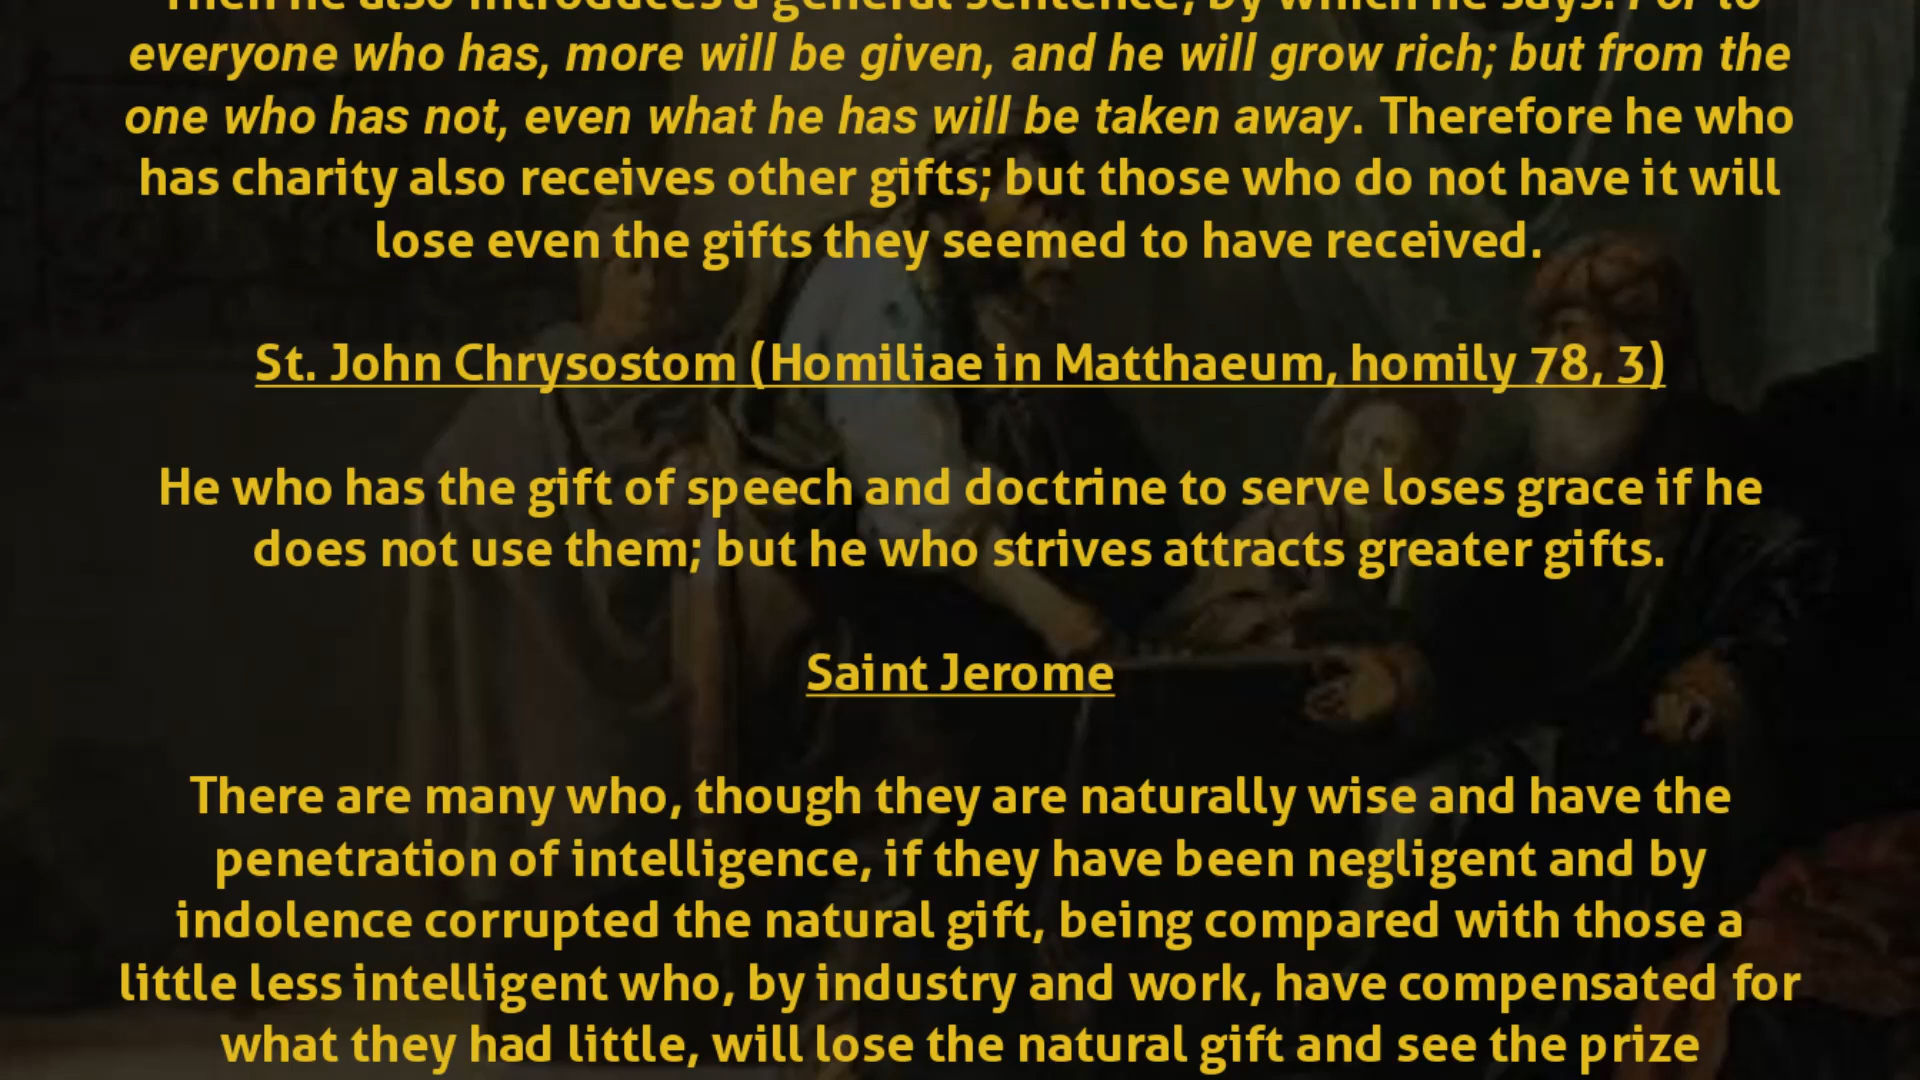 Then he also introduces a general sentence, by which he says: For to
everyone who has, more will be given, and he will grow rich; but from the
one who has not, even what he has will be taken away. Therefore he who
has charity also receives other gifts; but those who do not have it will
lose even the gifts they seemed to have received.
St. John Chrysostom (Homiliae in Matthaeum, homily 78, 3)
He who has the gift of speech and doctrine to serve loses grace if he
does not use them; but he who strives attracts greater gifts.
Saint Jerome
There are many who, though they are naturally wise and have the
penetration of intelligence, if they have been negligent and by
indolence corrupted the natural gift, being compared with those a
little less intelligent who, by industry and work, have compensated for
what they had little, will lose the natural gift and see the prize